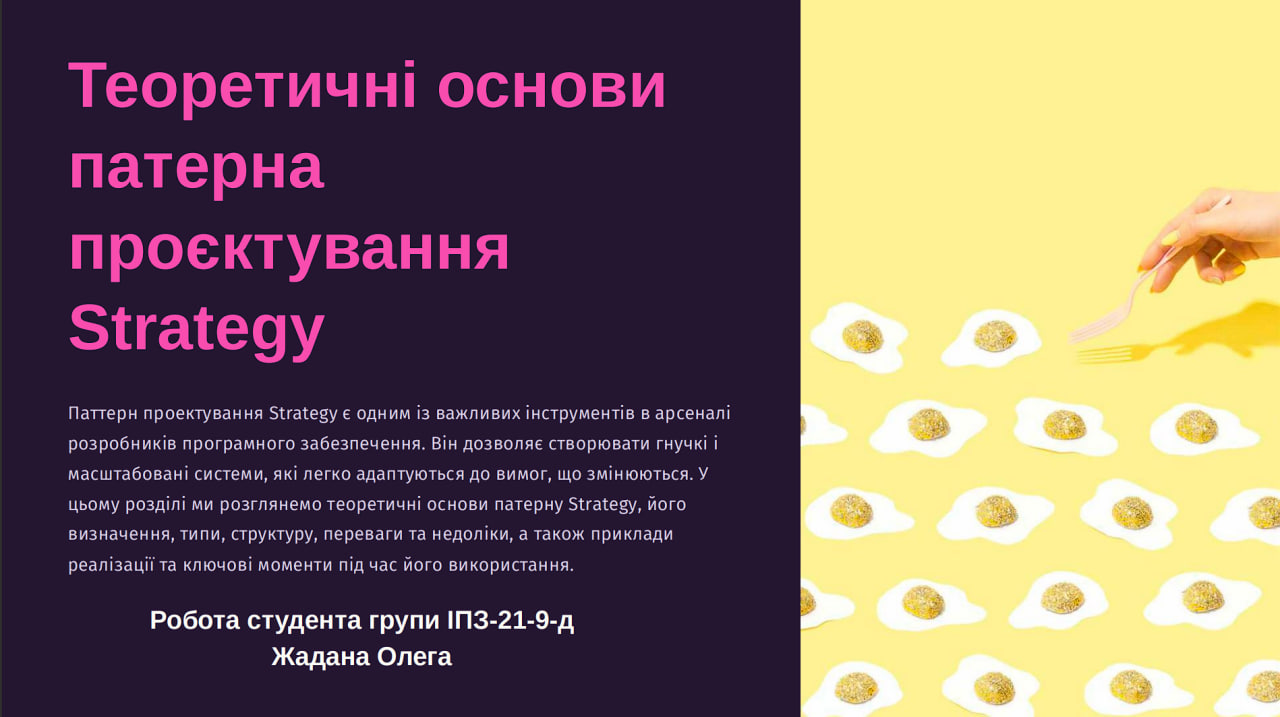 Теоретичні основи
патерна
проєктування
Strategy
Паттерн проектування Strategy є одним із важливих інструментів в арсеналі
розробників програмного забезпечення. Він дозволяє створювати гнучкі і
масштабовані системи, які легко адаптуються до вимог, що змінюються. У
цьому розділі ми розглянемо теоретичні основи патерну Strategy, його
визначення, типи, структуру, переваги та недоліки, а також приклади
реалізації та ключові моменти під час його використання.
Робота студента групи ІПЗ-21-9-д
Жадана Олега